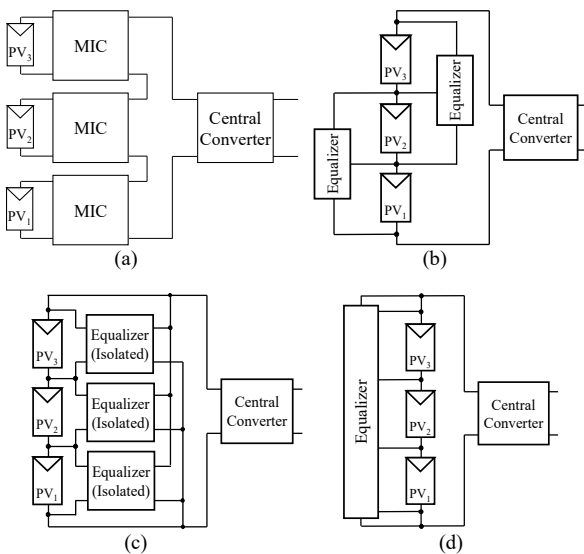 PV3
MIC
PV2
MIC
Central
Converter
PV1
MIC
(a)
PV3
Equalizer
PV2
Equalizer
PV1
Central
Converter
(b)
PV3
Equalizer
(Isolated)
PV2
Equalizer
(Isolated)
PV1
Equalizer
(Isolated)
Central
Converter
(c)
Equalizer
PV3
PV2
PV1
Central
Converter
(d)